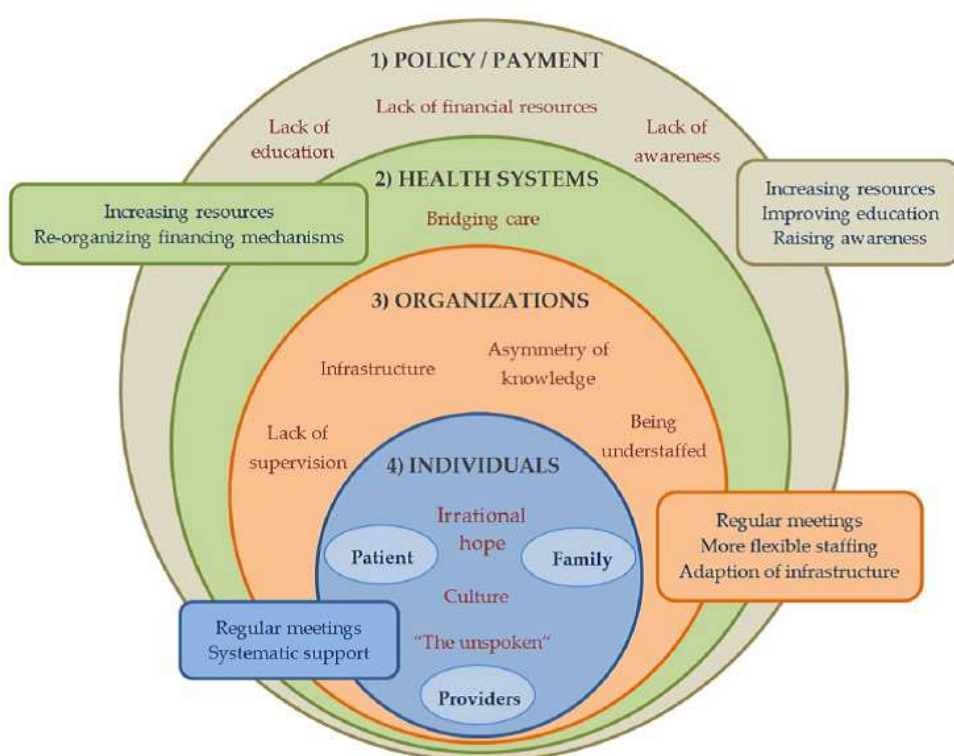 1) POLICY / PAYMENT
Lack of financial resources
Lack of
education
Lack of
awareness
2) HEALTH SYSTEMS
Increasing resources
Re-organizing financing mechanisms
Increasing resources
Improving education
Raising awareness
Bridging care
3) ORGANIZATIONS
Infrastructure
Asymmetry of
knowledge
Lack of
supervision
Being
understaffed
4) INDIVIDUALS
Irrational
hope
Patient
Family
Culture
"The unspoken"
Providers
Regular meetings
More flexible staffing
Adaption of infrastructure
Regular meetings
Systematic support